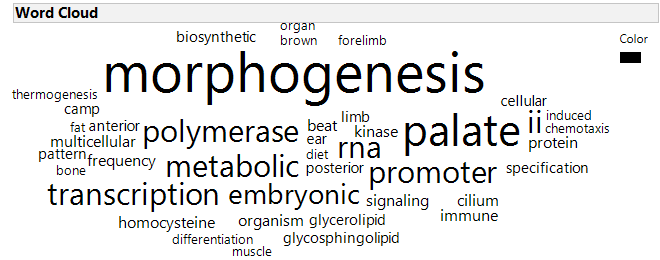 Word Cloud
organ
biosynthetic
brown
forelimb
Color
morphogenesis
thermogenesis
cellular
camp
limb
ii
induced
fat
anterior
polymerase
beat
kinase
palate
chemotaxis
multicellular
ear
rna
protein
pattern
frequency
diet
bone
metabolic
posterior
promoter
specification
transcription
embryonic
signaling
cilium
immune
homocysteine
organism
glycerolipid
differentiation
glycosphingolipid
muscle